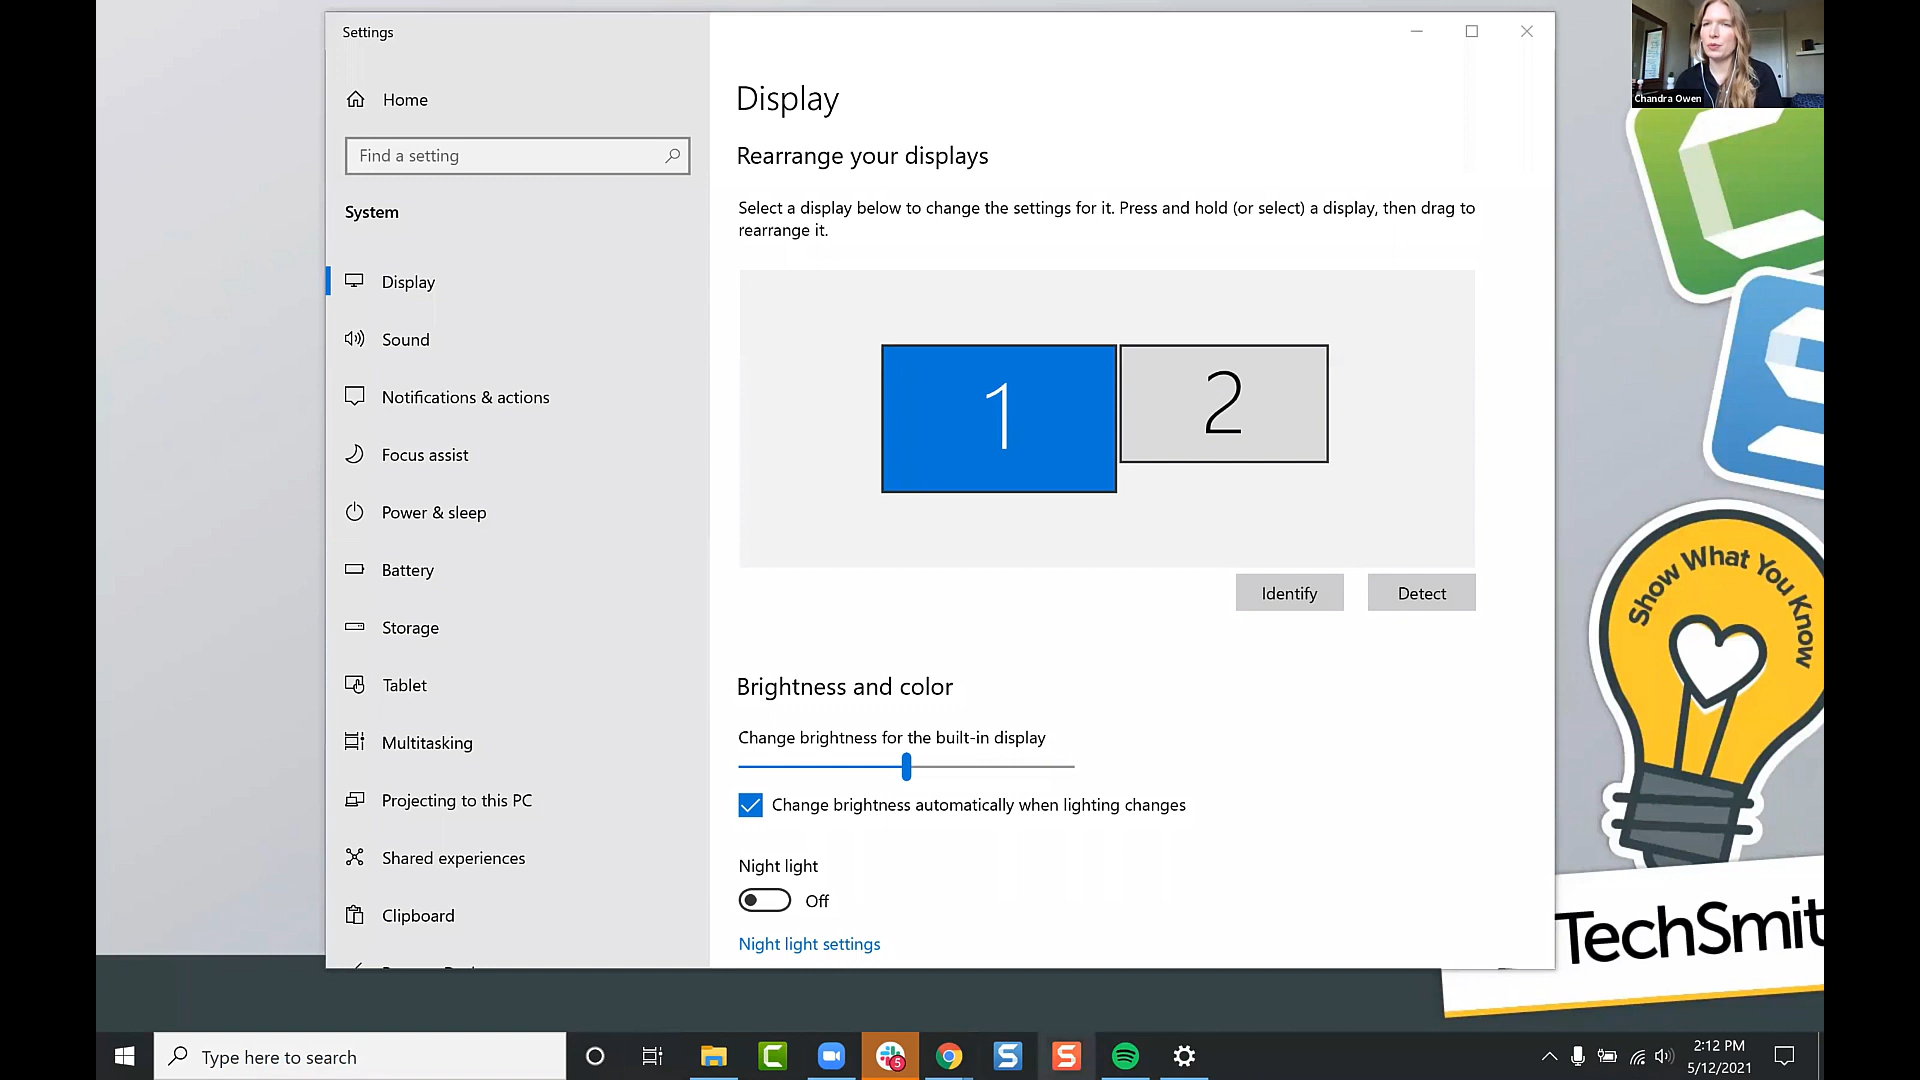 Settings
Home
Find a setting
System
Display
Sound
Notifications & actions
Focus assist
Power & sleep
Battery
Storage
Tablet
Multitasking
Projecting to this PC
Shared experiences
Clipboard
Display
Rearrange your displays
Select a display below to change the settings for it. Press and hold (or select) a display, then drag to
rearrange it.
1
2
Identify
Detect
Brightness and color
Change brightness for the built-in display
Change brightness automatically when lighting changes
Night light
Off
Night light settings
Chandra Owen
Show What You Know
TechSmit
Type here to search
5
2:12 PM
5/12/2021